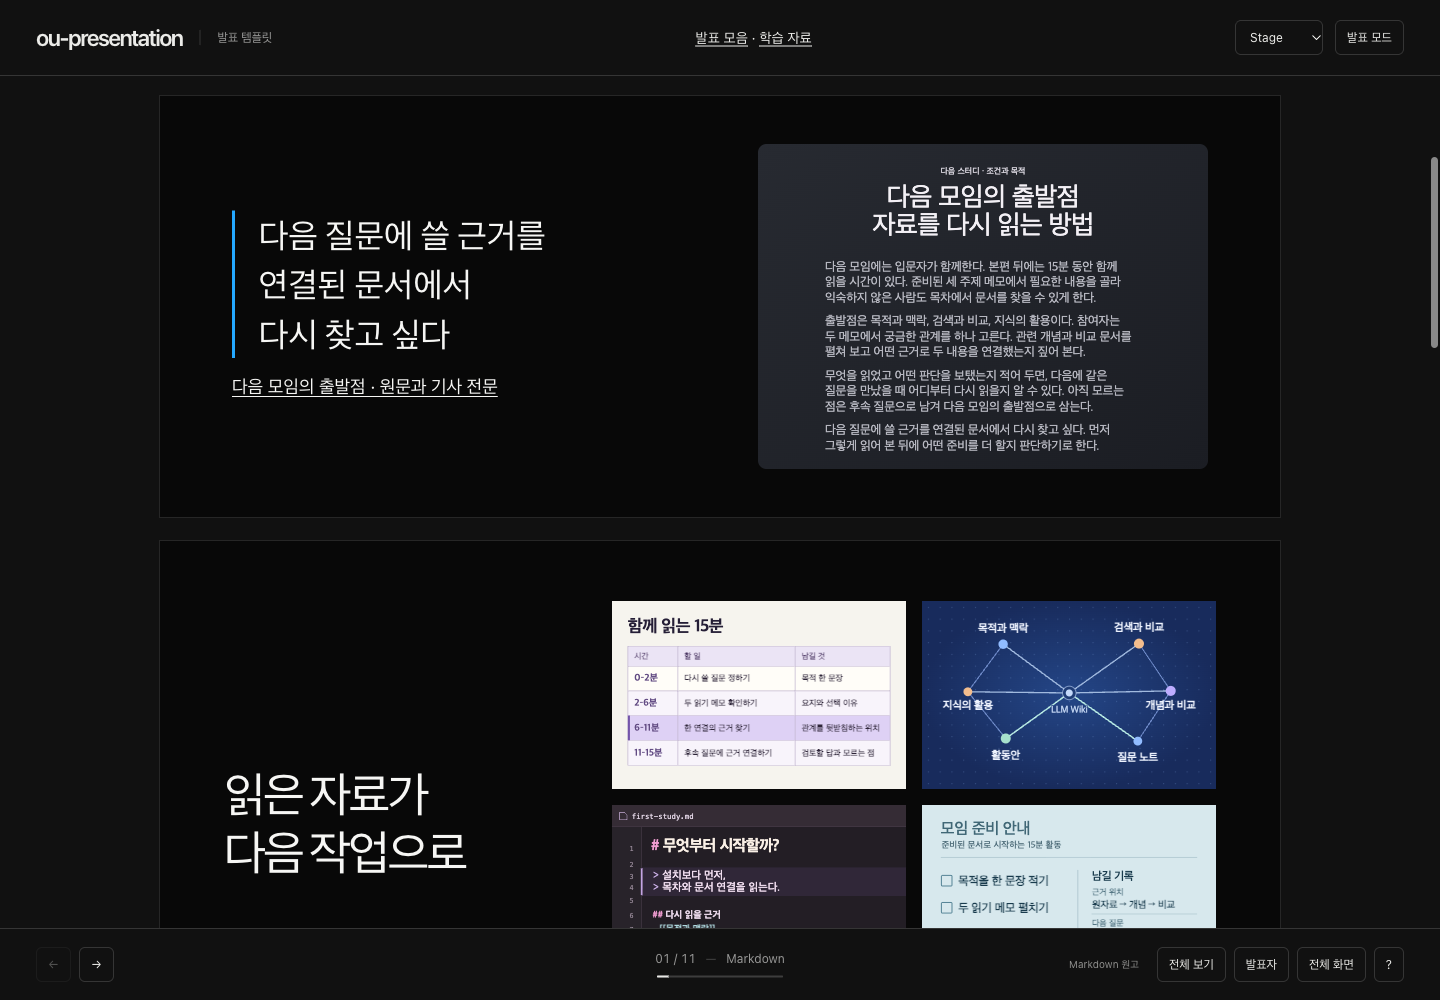 ou-presentation
발표 템플릿
발표 모음 · 학습 자료
Stage
발표 모드
다음 질문에 쓸 근거를
연결된 문서에서
다시 찾고 싶다
다음 모임의 출발점 · 원문과 기사 전문
다음 스터디 · 조건과 목적
다음 모임의 출발점
자료를 다시 읽는 방법
다음 모임에는 입문자가 함께한다. 본편 뒤에는 15분 동안 함께
읽을 시간이 있다. 준비된 세 주제 메모에서 필요한 내용을 골라
익숙하지 않은 사람도 목차에서 문서를 찾을 수 있게 한다.
출발점은 목적과 맥락, 검색과 비교, 지식의 활용이다. 참여자는
두 메모에서 궁금한 관계를 하나 고른다. 관련 개념과 비교 문서를
펼쳐 보고 어떤 근거로 두 내용을 연결했는지 짚어 본다.
무엇을 읽었고 어떤 판단을 보탰는지 적어 두면, 다음에 같은
질문을 만났을 때 어디부터 다시 읽을지 알 수 있다. 아직 모르는
점은 후속 질문으로 남겨 다음 모임의 출발점으로 삼는다.
다음 질문에 쓸 근거를 연결된 문서에서 다시 찾고 싶다. 먼저
그렇게 읽어 본 뒤에 어떤 준비를 더 할지 판단하기로 한다.
읽은 자료가
다음 작업으로
함께 읽는 15분
시간 할 일 남길 것
0-2분 다시 쓸 질문 정하기 목적 한 문장
2-6분 두 읽기 메모 확인하기 요지와 선택 이유
6-11분 한 연결의 근거 찾기 관계를 뒷받침하는 위치
11-15분 후속 질문에 근거 연결하기 검토할 답과 모르는 점
목적과 맥락
검색과 비교
지식의 활용
LLM Wiki
개념과 비교
활동안
질문 노트
first-study.md
1 # 무엇부터 시작할까?
2
3 > 설치보다 먼저,
4 > 목차와 문서 연결을 읽는다.
5
6 ## 다시 읽을 근거
모임 준비 안내
준비된 문서로 시작하는 15분 활동
목적을 한 문장 적기
두 읽기 메모 펼치기
남길 기록
근거 위치
원자료 → 개념 → 비교
다음 질문
←
→
01 / 11 — Markdown
Markdown 원고
전체 보기
발표자
전체 화면
?